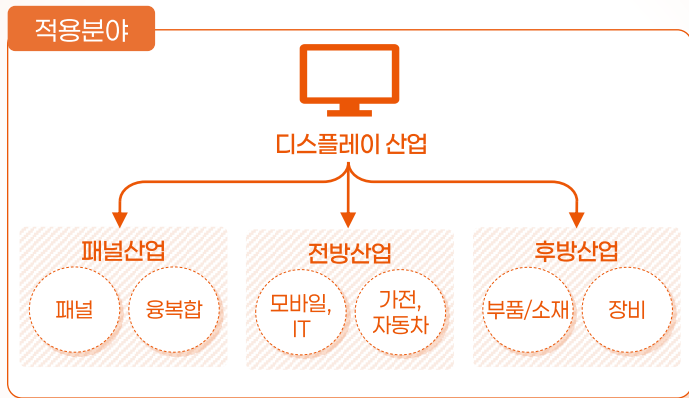 적용분야
디스플레이 산업
패널산업
패널
융복합
전방산업
모바일,
IT
가전,
자동차
후방산업
부품/소재
장비